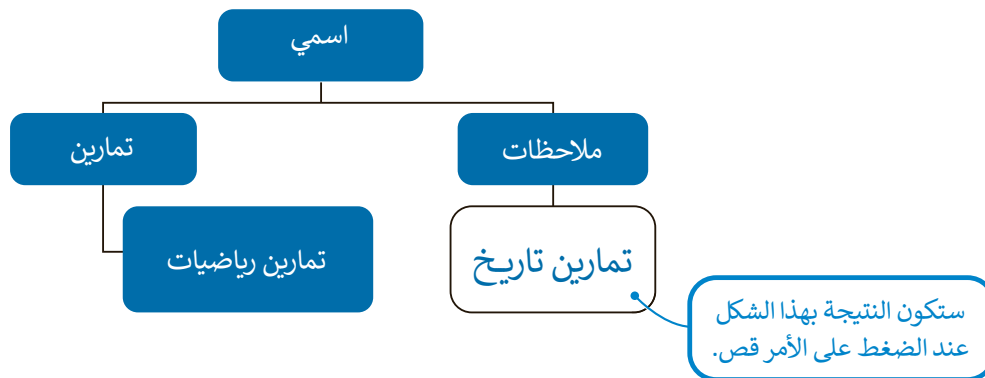 اسمي
ملاحظات
تمارين
تمارين تاريخ
تمارين رياضيات
ستكون النتيجة بهذا الشكل
عند الضغط على الأمر قص.